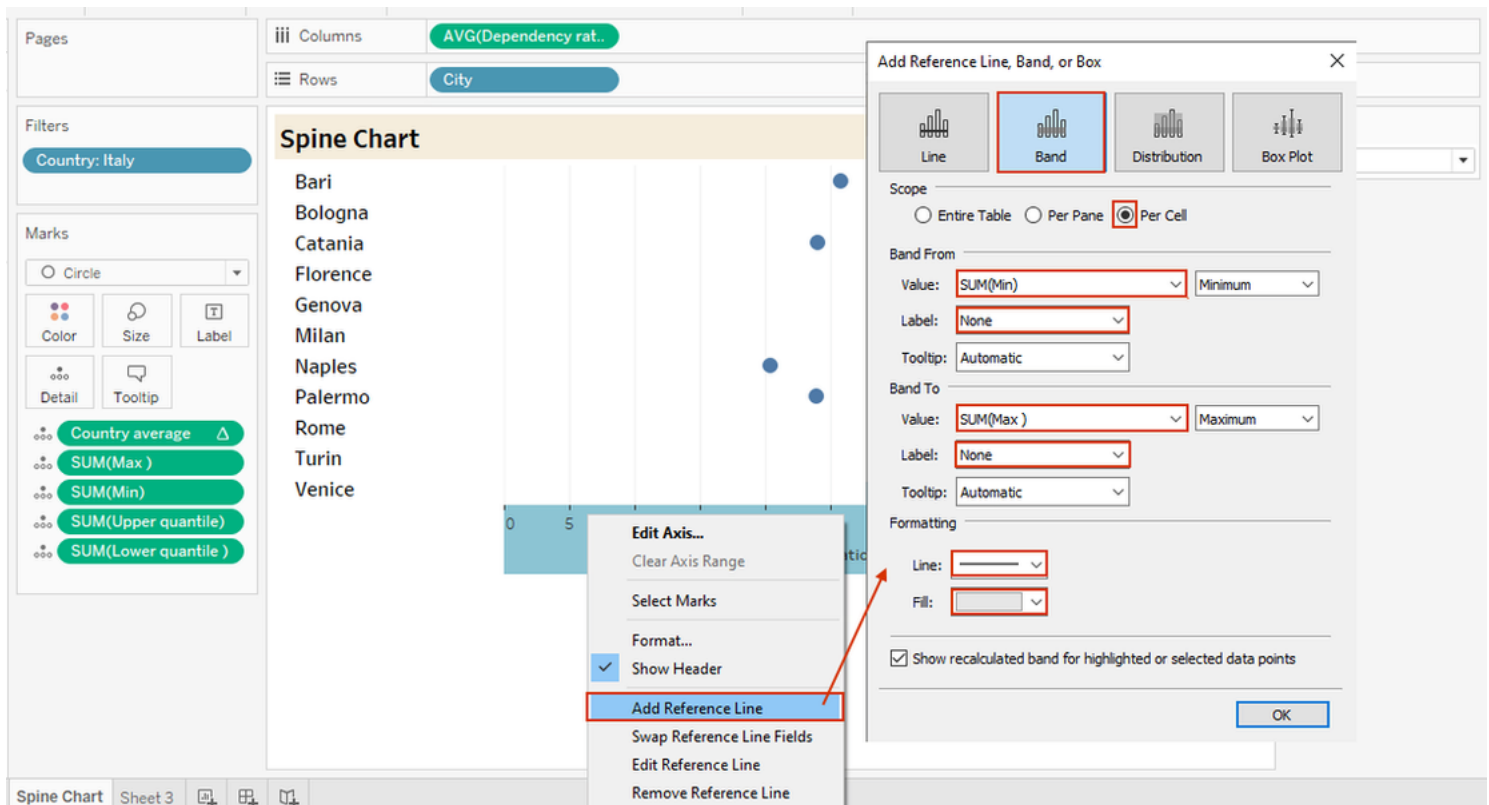 Pages
iii Columns
AVG(Dependency rat..
Rows
City
Filters
Country: Italy
Marks
Circle
Color
Size
Label
Detail
Tooltip
Country average
SUM(Max )
SUM(Min)
SUM(Upper quantile)
SUM(Lower quantile )
Spine Chart
Bari
Bologna
Catania
Florence
Genova
Milan
Naples
Palermo
Rome
Turin
Venice
0 5
Edit Axis...
Clear Axis Range
Select Marks
Format...
Show Header
Add Reference Line
Swap Reference Line Fields
Edit Reference Line
Remove Reference Line
Add Reference Line, Band, or Box
Line
Band
Distribution
Box Plot
Scope
Entire Table Per Pane Per Cell
Band From
Value: SUM(Min) Minimum
Label: None
Tooltip: Automatic
Band To
Value: SUM(Max ) Maximum
Label: None
Tooltip: Automatic
Formatting
Line:
Fill:
Show recalculated band for highlighted or selected data points
OK
Spine Chart
Sheet 3